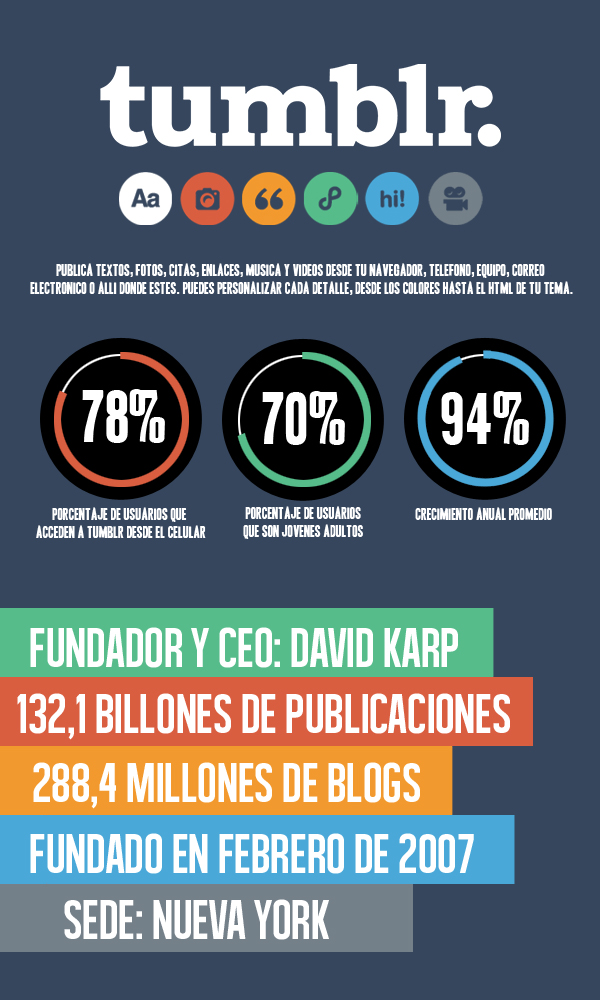 tumblr.
Aa
hi!
PUBLICA TEXTOS, FOTOS, CITAS, ENLACES, MUSICA Y VIDEOS DESDE TU NAVEGADOR, TELEFONO, EQUIPO, CORREO
ELECTRONICO O ALLI DONDE ESTES. PUEDES PERSONALIZAR CADA DETALLE, DESDE LOS COLORES HASTA EL HTML DE TU TEMA.
78%
70%
94%
PORCENTAJE DE USUARIOS QUE
ACCEDEN A TUMBLR DESDE EL CELULAR
PORCENTAJE DE USUARIOS
QUE SON JOVENES ADULTOS
CRECIMIENTO ANUAL PROMEDIO
FUNDADOR Y CEO: DAVID KARP
132,1 BILLONES DE PUBLICACIONES
288,4 MILLONES DE BLOGS
FUNDADO EN FEBRERO DE 2007
SEDE: NUEVA YORK